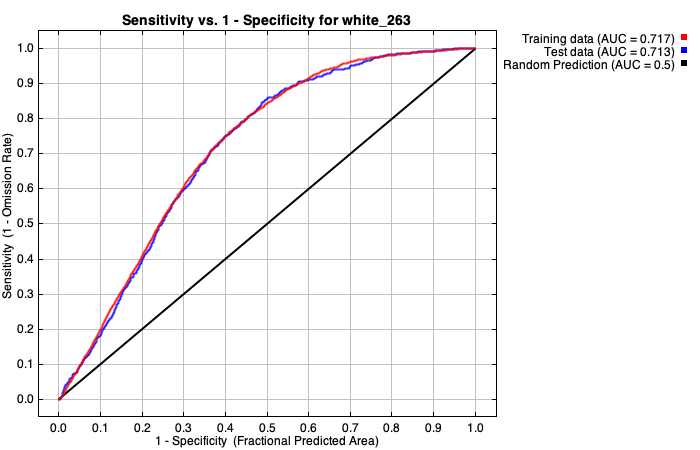 Sensitivity vs. 1 - Specificity for white_263
Training data (AUC = 0.717)
Test data (AUC = 0.713)
Random Prediction (AUC = 0.5)
Sensitivity (1 - Omission Rate)
1.0
0.9
0.8
0.7
0.6
0.5
0.4
0.3
0.2
0.1
0.0
0.0 0.1 0.2 0.3 0.4 0.5 0.6 0.7 0.8 0.9 1.0
1 - Specificity (Fractional Predicted Area)